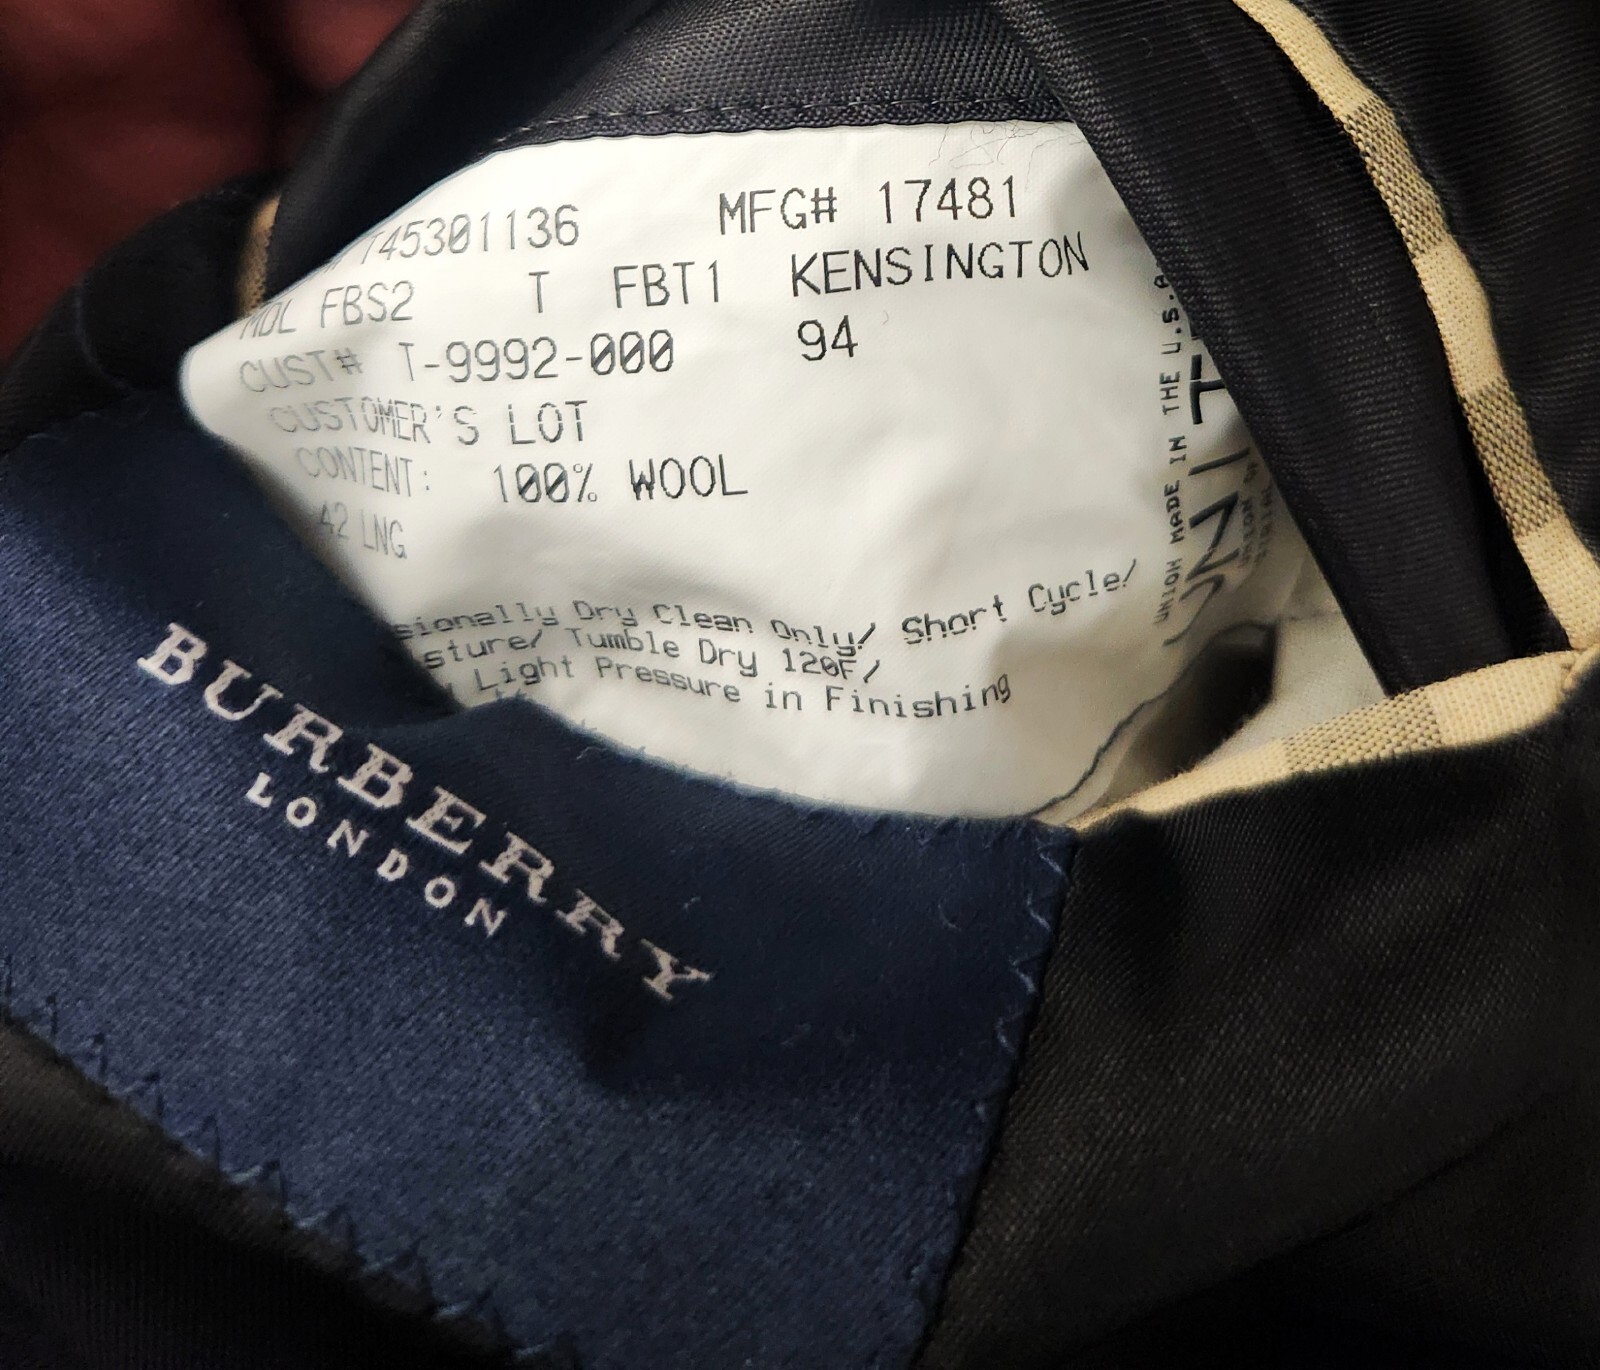 T45301136 MFG# 17481
MDL FBS2 T FBT1 KENSINGTON
CUST# T-9992-000 94
CUSTOMER'S LOT
CONTENT: 100% WOOL
42 LNG
Dry Clean Only/ Short Cycle/
Tumble Dry 120F/
Light Pressure in Finishing
UNION MADE IN THE U.S.A
BURBERRY
LONDON